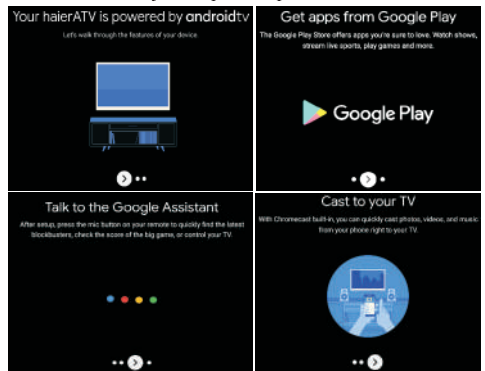 Your haierATV is powered by androidtv
Let's walk through the features of your device.
Get apps from Google Play
The Google Play Store offers apps you're sure to love. Watch shows,
stream live sports, play games and more.
Google Play
Talk to the Google Assistant
After setup, press the mic button on your remote to quickly find the latest
blockbusters, check the score of the big game, or control your TV.
Cast to your TV
With Chromecast built-in, you can quickly cast photos, videos, and music
from your phone right to your TV.